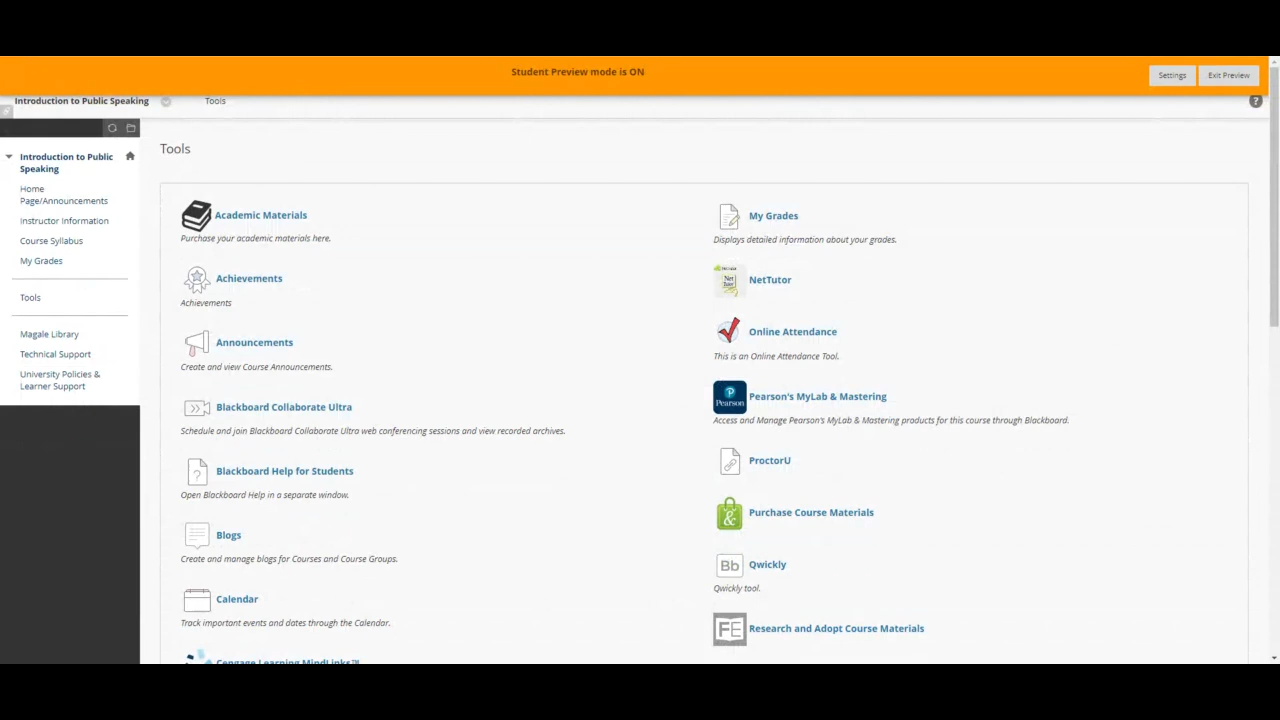 Student Preview mode is ON
Settings
Exit Preview
Introduction to Public Speaking
Tools
?
Introduction to Public
Speaking
Home
Page/Announcements
Instructor Information
Course Syllabus
My Grades
Tools
Magale Library
Technical Support
University Policies &
Learner Support
Tools
Academic Materials
Purchase your academic materials here.
Achievements
Achievements
Announcements
Create and view Course Announcements.
Blackboard Collaborate Ultra
Schedule and join Blackboard Collaborate Ultra web conferencing sessions and view recorded archives.
?
Blackboard Help for Students
Open Blackboard Help in a separate window.
Blogs
Create and manage blogs for Courses and Course Groups.
Calendar
Track important events and dates through the Calendar.
Cengage Learning MindLinks™
My Grades
Displays detailed information about your grades.
Net
Tutor
NetTutor
Online Attendance
This is an Online Attendance Tool.
Pearson
Pearson's MyLab & Mastering
Access and Manage Pearson's MyLab & Mastering products for this course through Blackboard.
ProctorU
&
Purchase Course Materials
Bb
Qwickly
Qwickly tool.
FE
Research and Adopt Course Materials